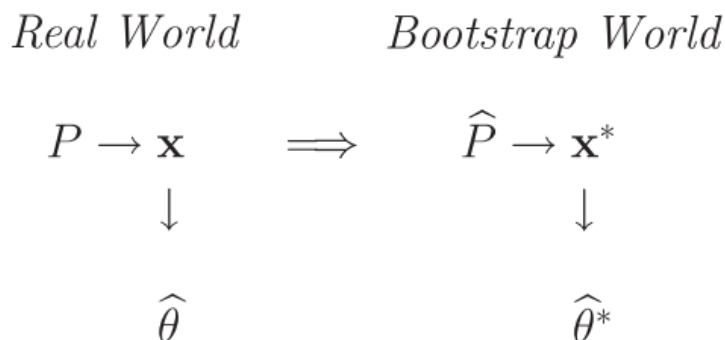 Real World Bootstrap World
P → x ⟹ P̂ → x*
↓ ↓
θ̂ θ̂*